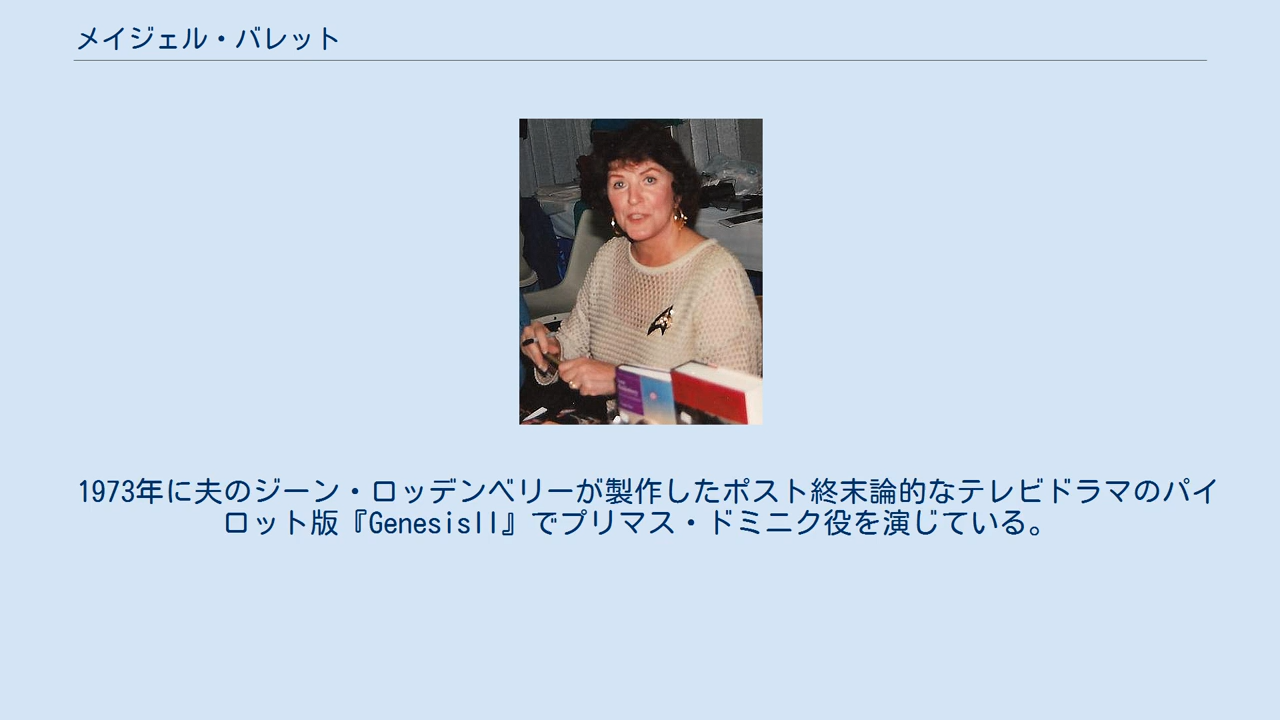 メイジェル・バレット
1973年に夫のジーン・ロッデンベリーが製作したポスト終末論的なテレビドラマのパイ
ロット版『GenesisII』でプリマス・ドミニク役を演じている。